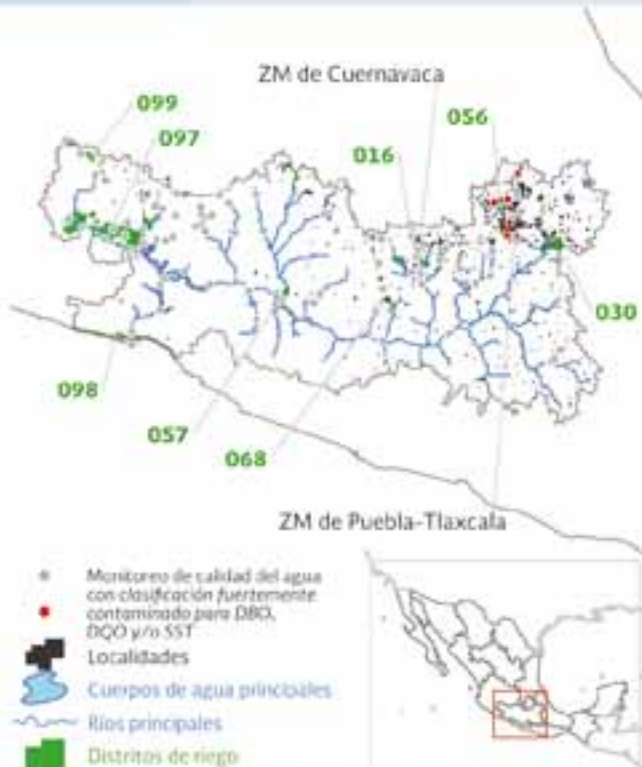 ZM de Cuernavaca
099
056
097
016
030
098
057
068
ZM de Puebla-Tlaxcala
Monitoreo de calidad del agua
con clasificación fuertemente
contaminado para DBO,
DQO y/o SST
Localidades
Cuerpos de agua principales
Ríos principales
Distritos de riego